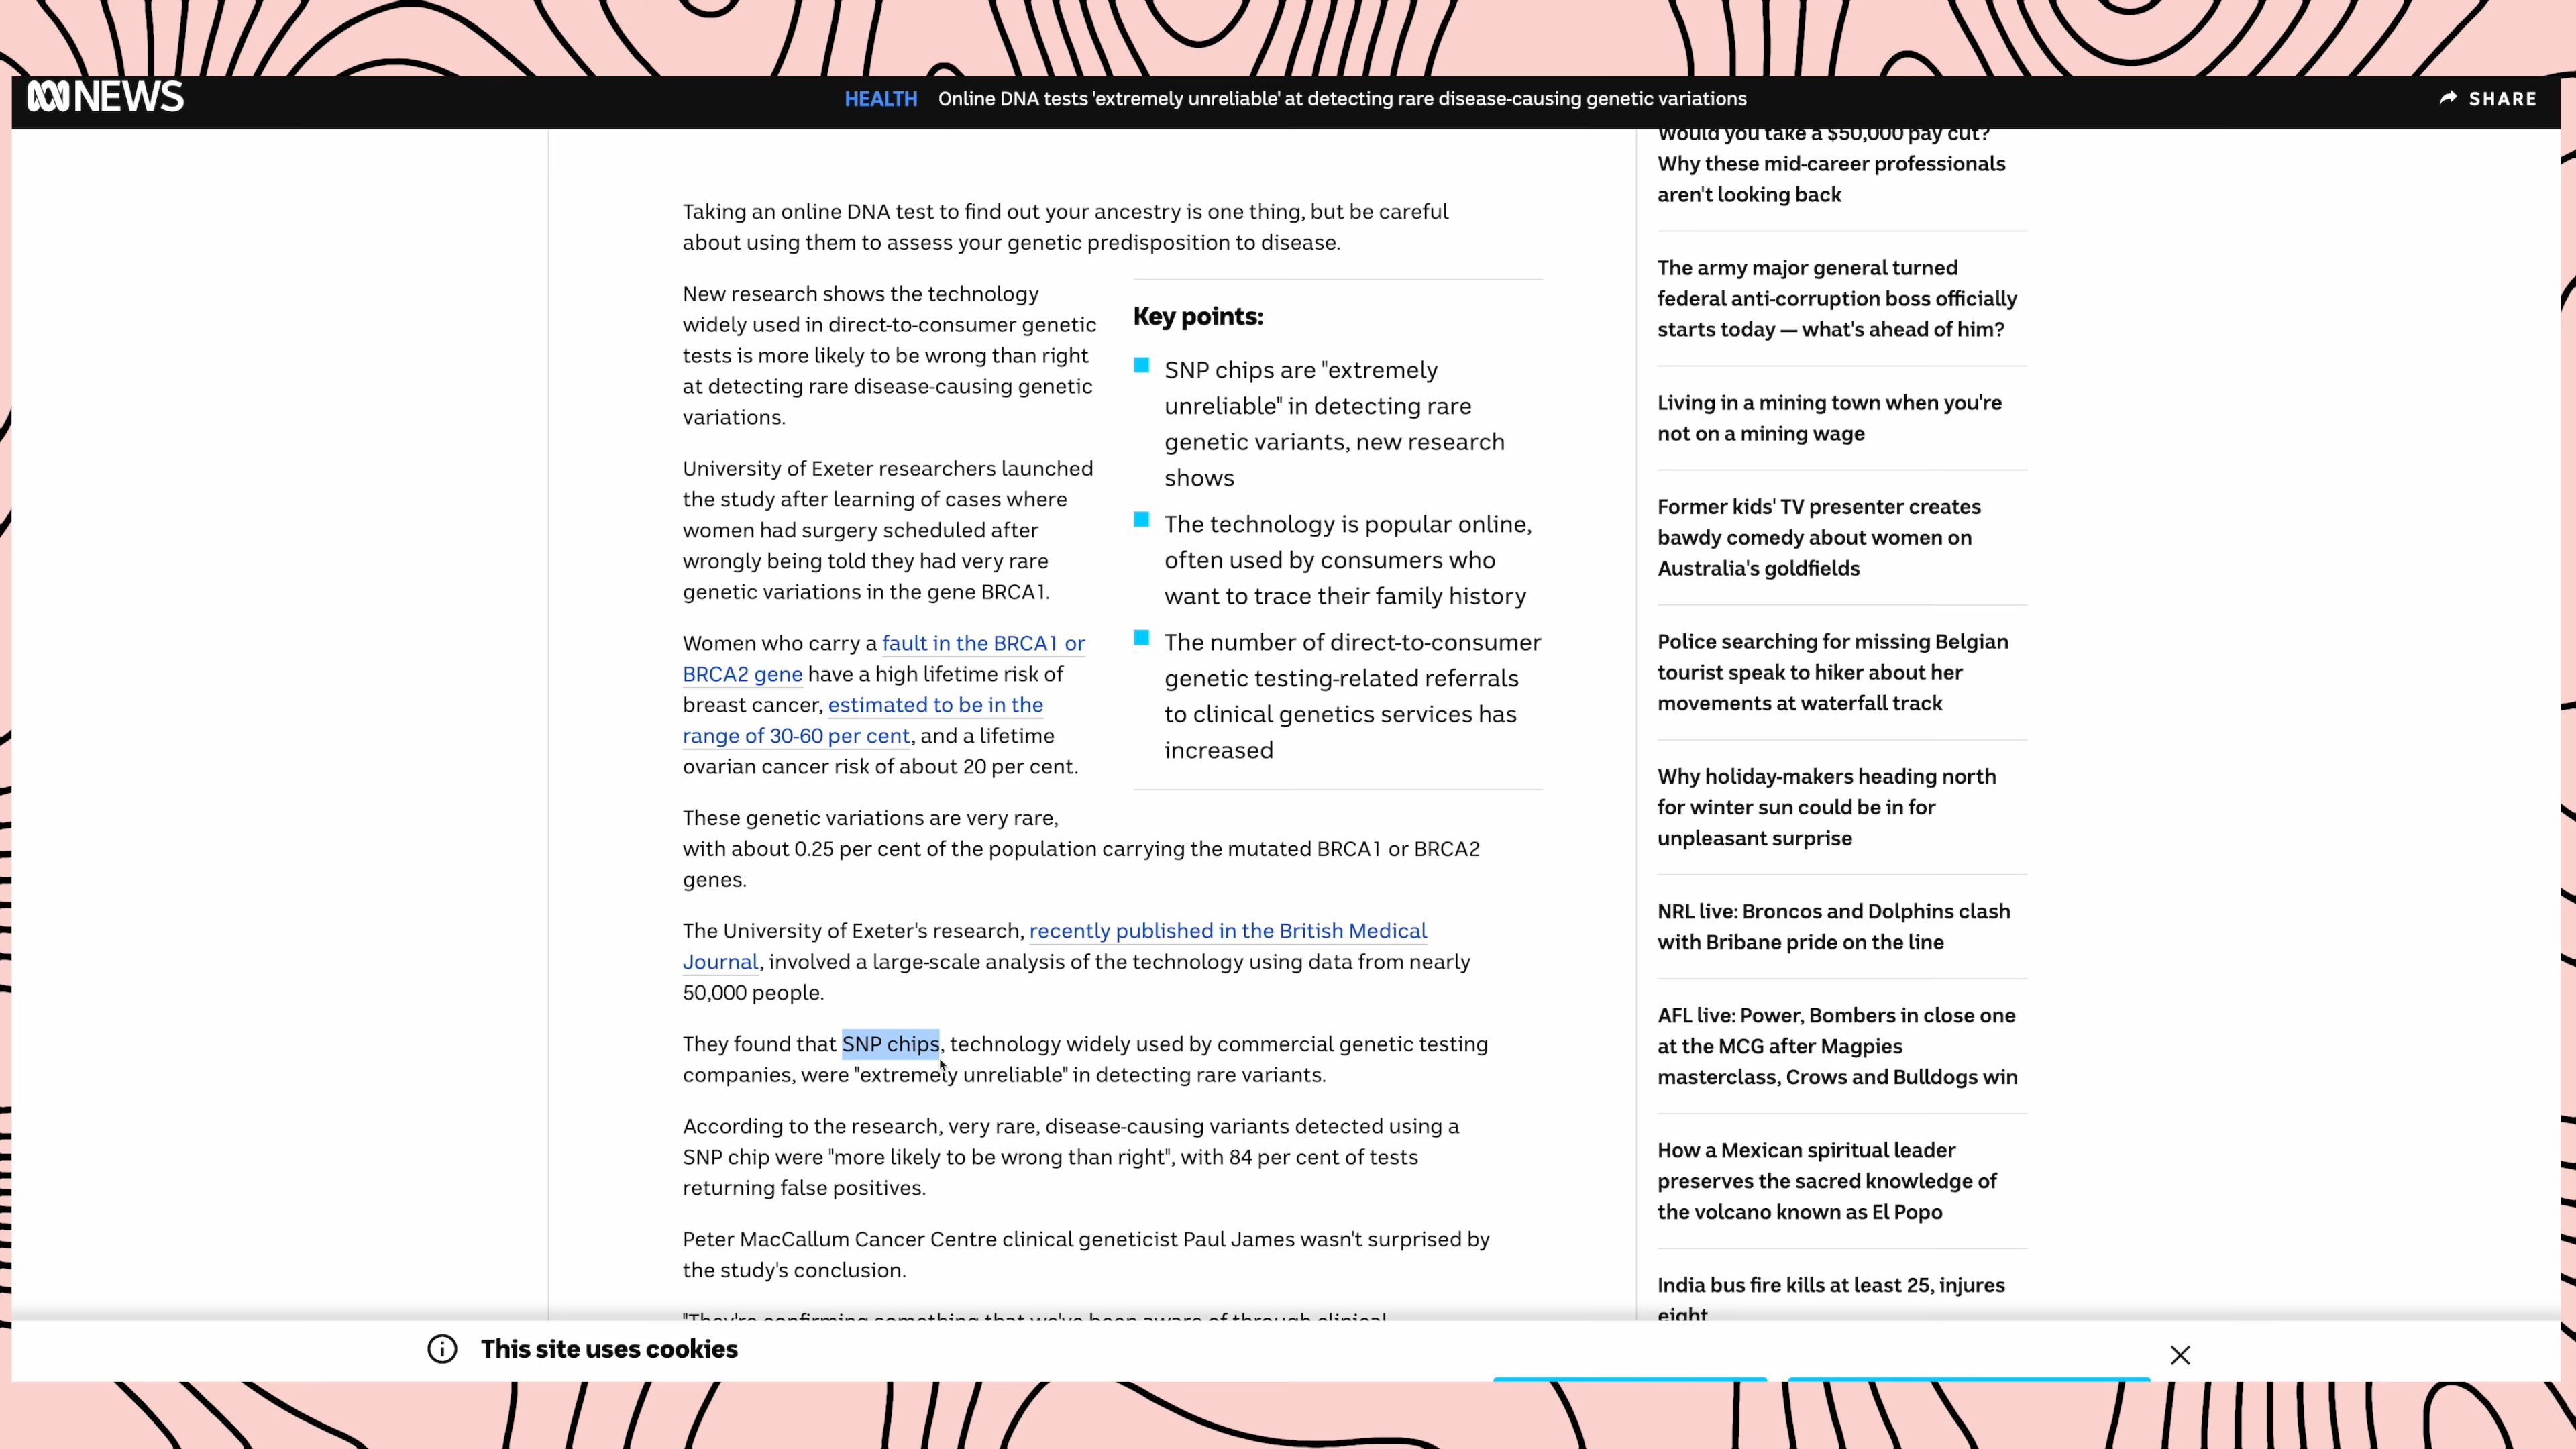 NEWS
HEALTH Online DNA tests 'extremely unreliable' at detecting rare disease-causing genetic variations
SHARE
Taking an online DNA test to find out your ancestry is one thing, but be careful
about using them to assess your genetic predisposition to disease.
New research shows the technology
widely used in direct-to-consumer genetic
tests is more likely to be wrong than right
at detecting rare disease-causing genetic
variations.
University of Exeter researchers launched
the study after learning of cases where
women had surgery scheduled after
wrongly being told they had very rare
genetic variations in the gene BRCA1.
Women who carry a fault in the BRCA1 or
BRCA2 gene have a high lifetime risk of
breast cancer, estimated to be in the
range of 30-60 per cent, and a lifetime
ovarian cancer risk of about 20 per cent.
These genetic variations are very rare,
with about 0.25 per cent of the population carrying the mutated BRCA1 or BRCA2
genes.
The University of Exeter's research, recently published in the British Medical
Journal, involved a large-scale analysis of the technology using data from nearly
50,000 people.
They found that SNP chips, technology widely used by commercial genetic testing
companies, were "extremely unreliable" in detecting rare variants.
According to the research, very rare, disease-causing variants detected using a
SNP chip were "more likely to be wrong than right", with 84 per cent of tests
returning false positives.
Peter MacCallum Cancer Centre clinical geneticist Paul James wasn't surprised by
the study's conclusion.
"They're confirming something that we've been aware of through clinical
Key points:
SNP chips are "extremely
unreliable" in detecting rare
genetic variants, new research
shows
The technology is popular online,
often used by consumers who
want to trace their family history
The number of direct-to-consumer
genetic testing-related referrals
to clinical genetics services has
increased
Would you take a $50,000 pay cut?
Why these mid-career professionals
aren't looking back
The army major general turned
federal anti-corruption boss officially
starts today — what's ahead of him?
Living in a mining town when you're
not on a mining wage
Former kids' TV presenter creates
bawdy comedy about women on
Australia's goldfields
Police searching for missing Belgian
tourist speak to hiker about her
movements at waterfall track
Why holiday-makers heading north
for winter sun could be in for
unpleasant surprise
NRL live: Broncos and Dolphins clash
with Bribane pride on the line
AFL live: Power, Bombers in close one
at the MCG after Magpies
masterclass, Crows and Bulldogs win
How a Mexican spiritual leader
preserves the sacred knowledge of
the volcano known as El Popo
India bus fire kills at least 25, injures
eight
This site uses cookies